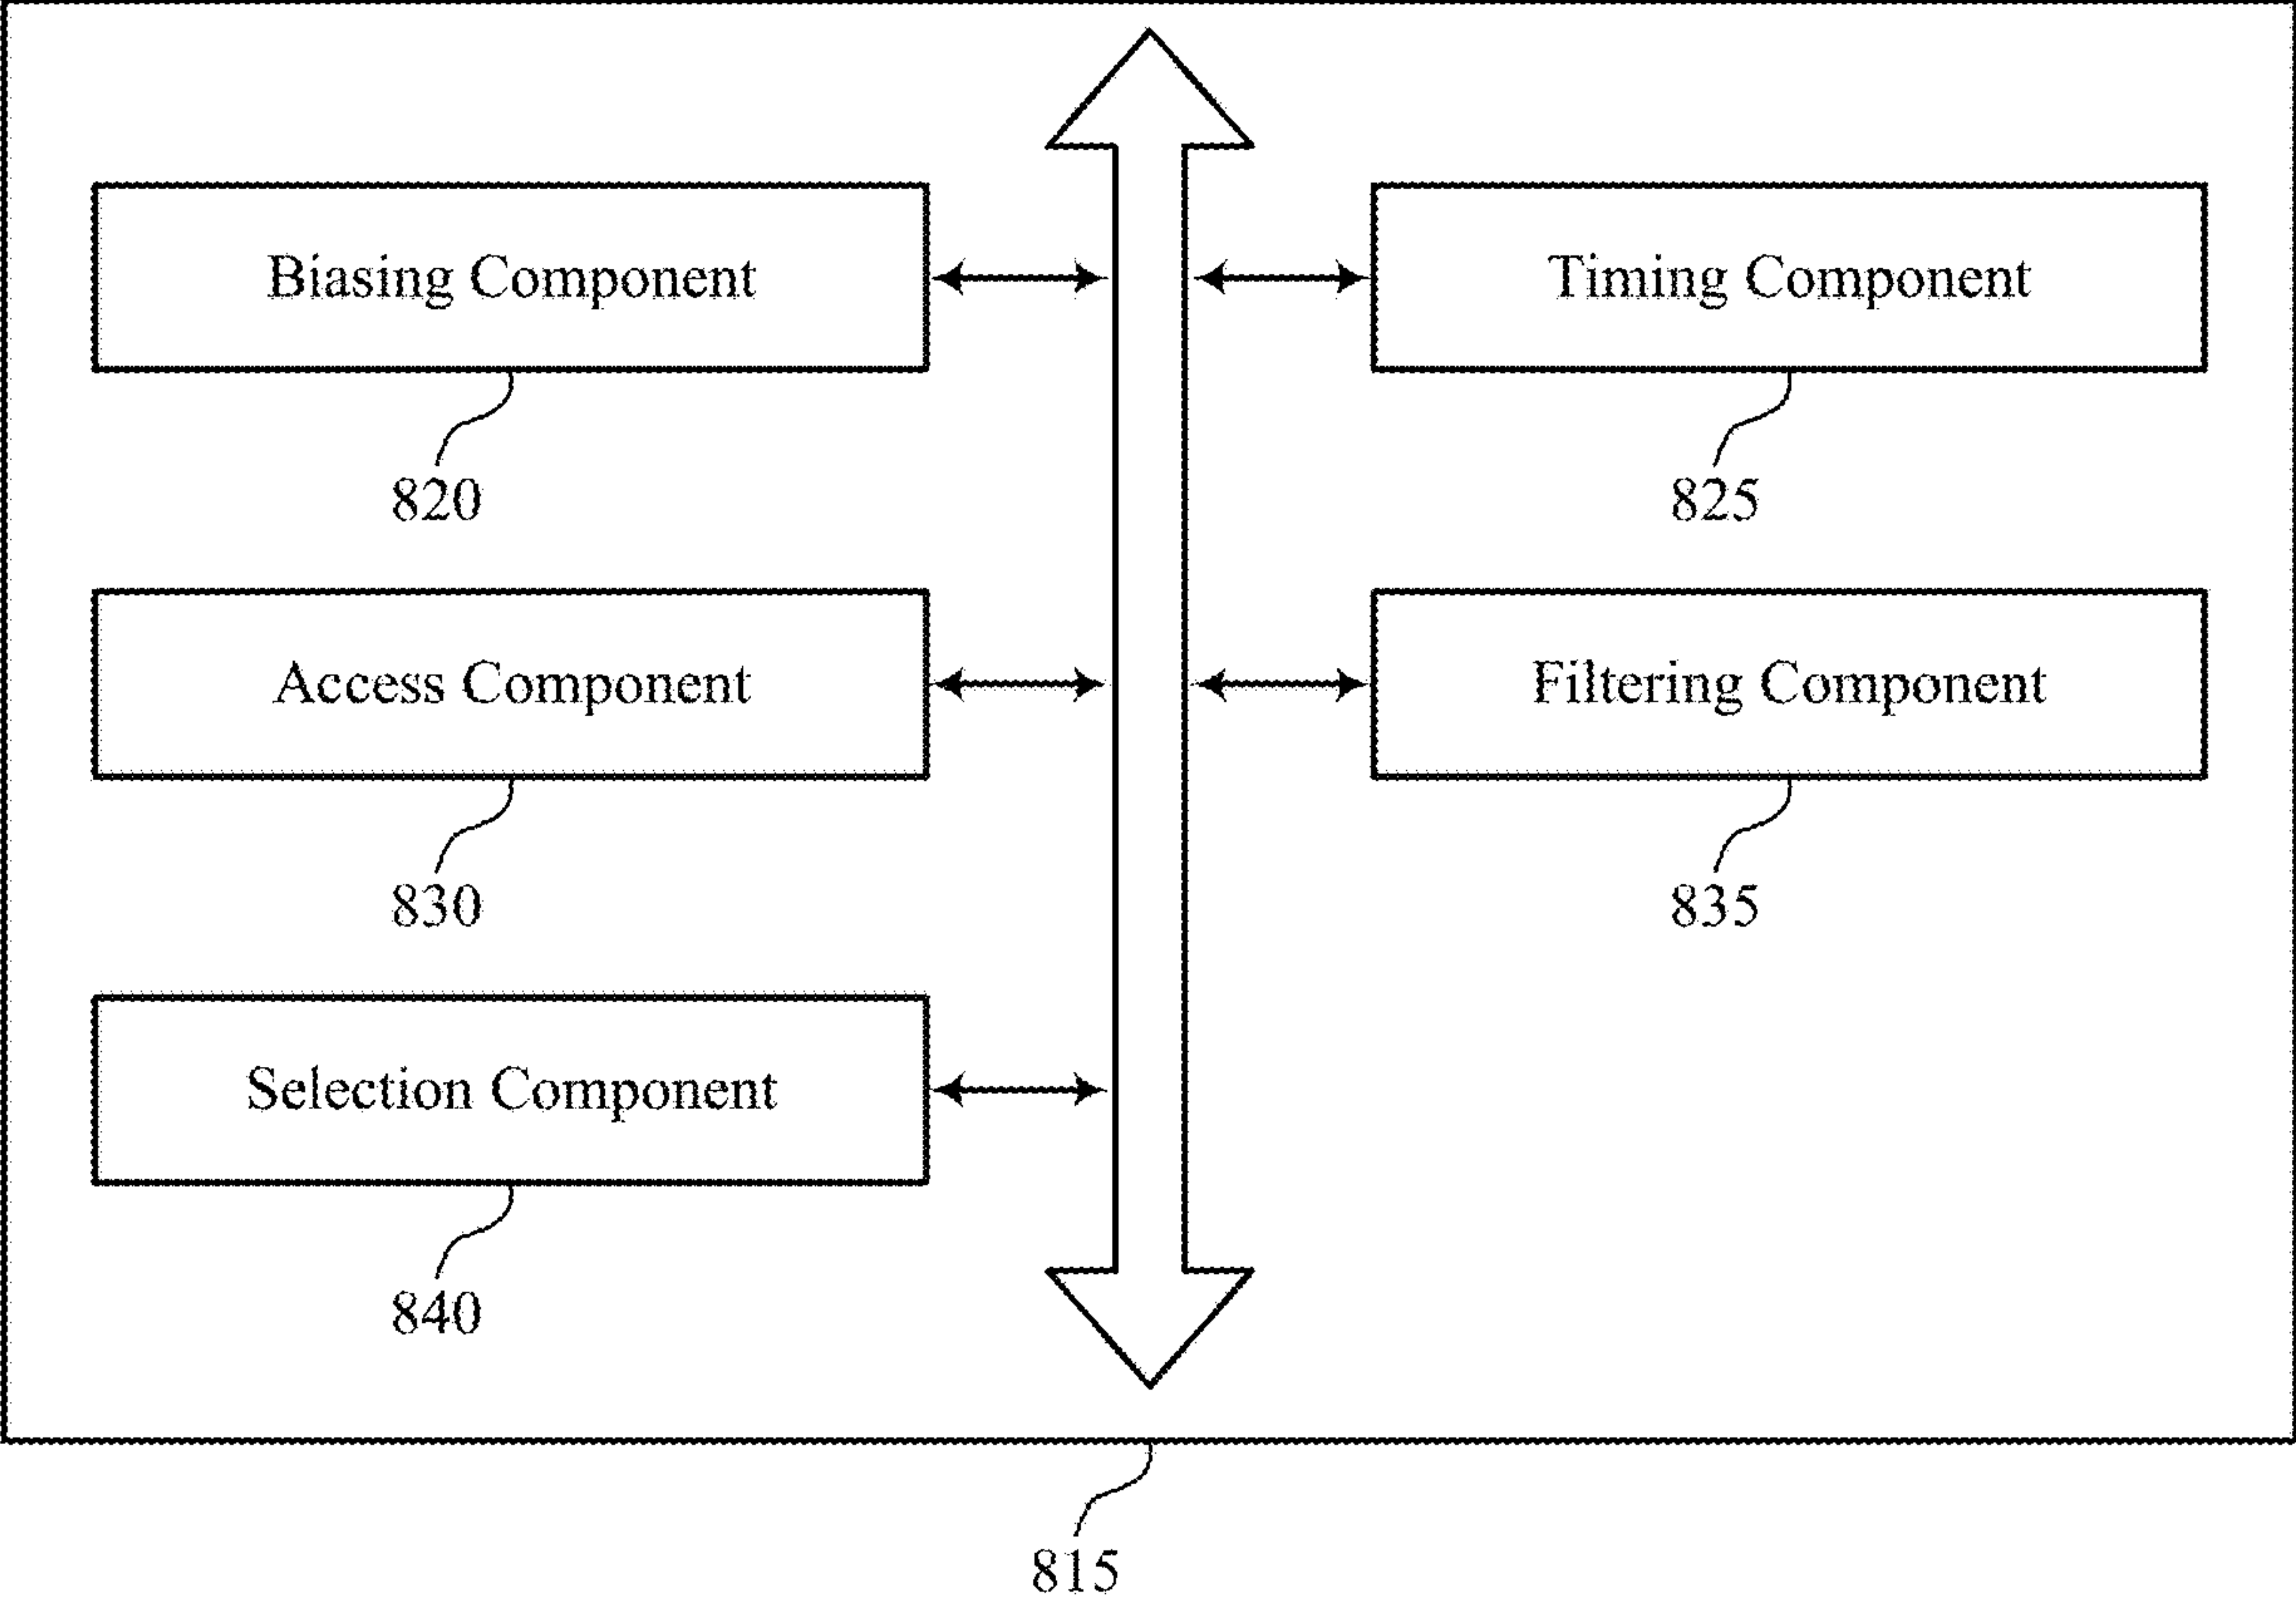 Biasing Component
Timing Component
820
825
Access Component
Filtering Component
830
835
Selection Component
840
815